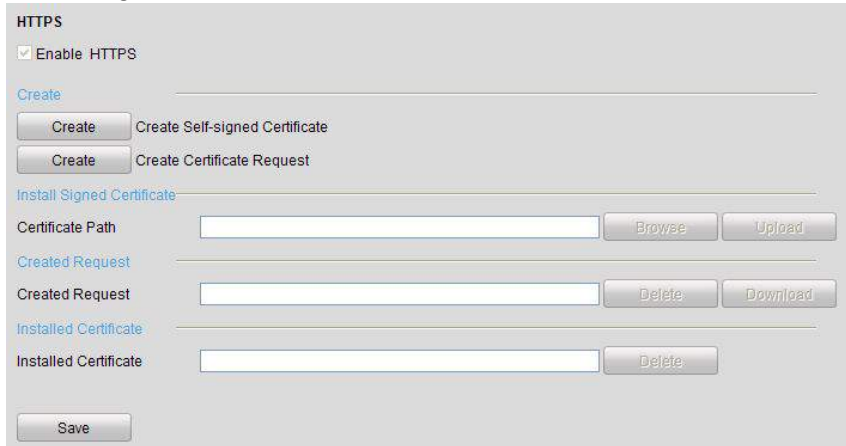 HTTPS
Enable HTTPS
Create
Create Create Self-signed Certificate
Create Create Certificate Request
Install Signed Certificate
Certificate Path Browse Upload
Created Request
Created Request Delete Download
Installed Certificate
Installed Certificate Delete
Save